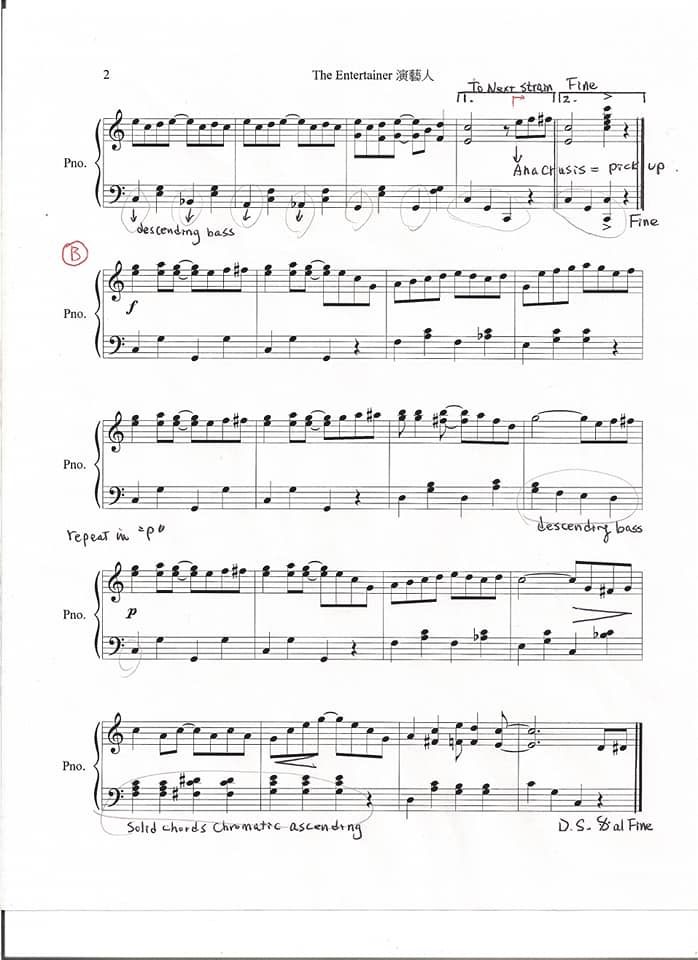 2
The Entertainer 演藝人
To Next Strain Fine
1. 2.
Pno.
Anacrusis = pick up.
descending bass
Fine
B
Pno.
f
Pno.
descending bass
repeat in "p"
Pno.
p
Pno.
Solid chords chromatic ascending
D.S. al Fine